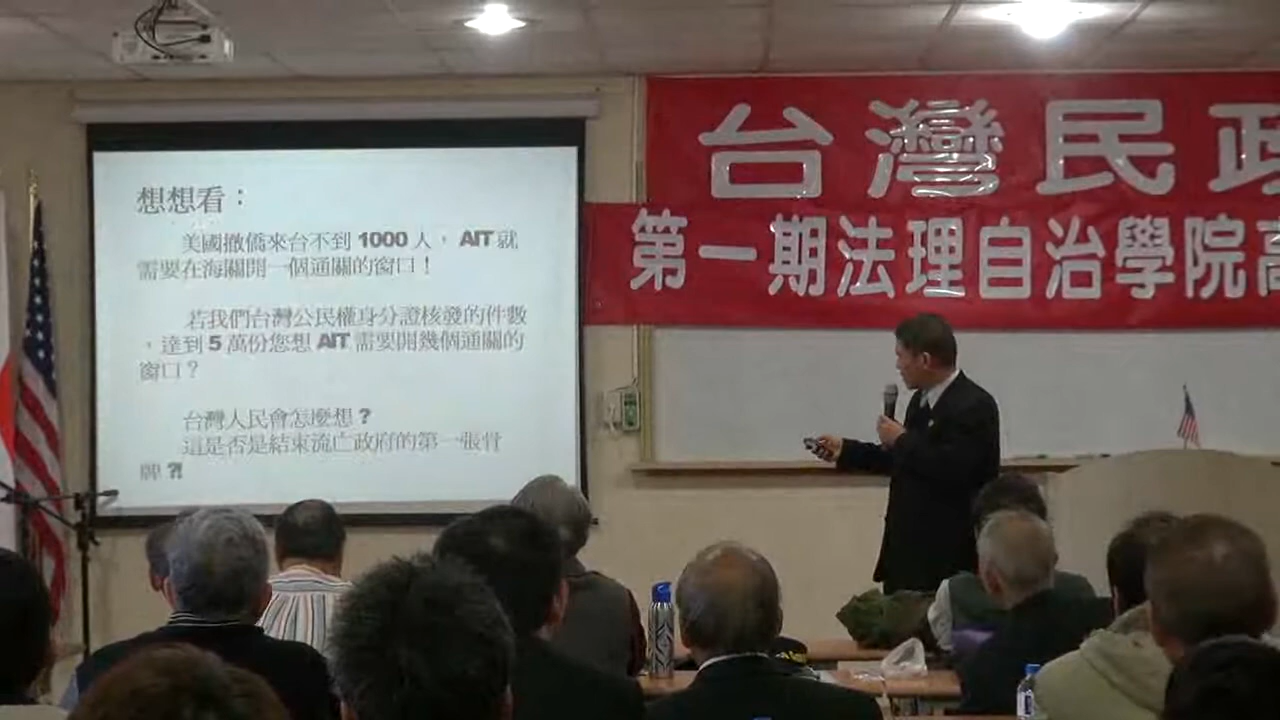 想想看：
美國撤僑來台不到 1000 人， AIT 就
需要在海關開一個通關的窗口！
若我們台灣公民權身分證核發的件數
，達到 5 萬份您想 AIT 需要開幾個通關的
窗口？
台灣人民會怎麼想？
這是否是結束流亡政府的第一張骨
牌？！
台灣民政
第一期法理自治學院高